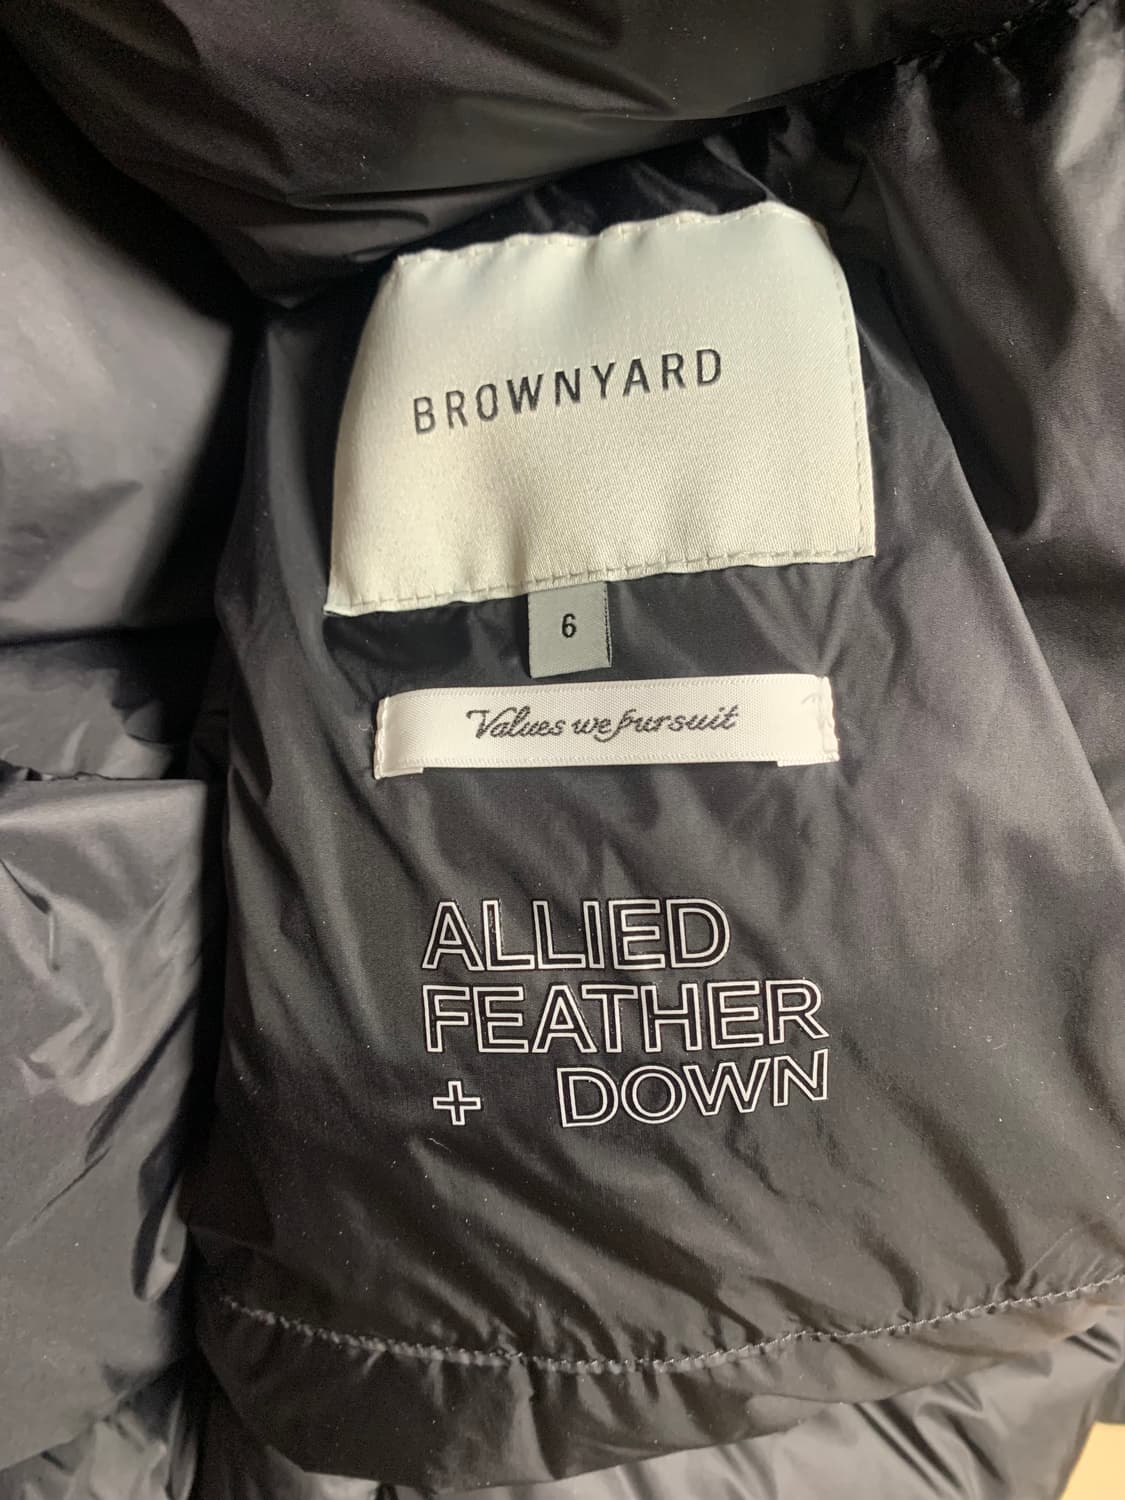 BROWNYARD
6
Values we pursuit
ALLIED
FEATHER
+ DOWN